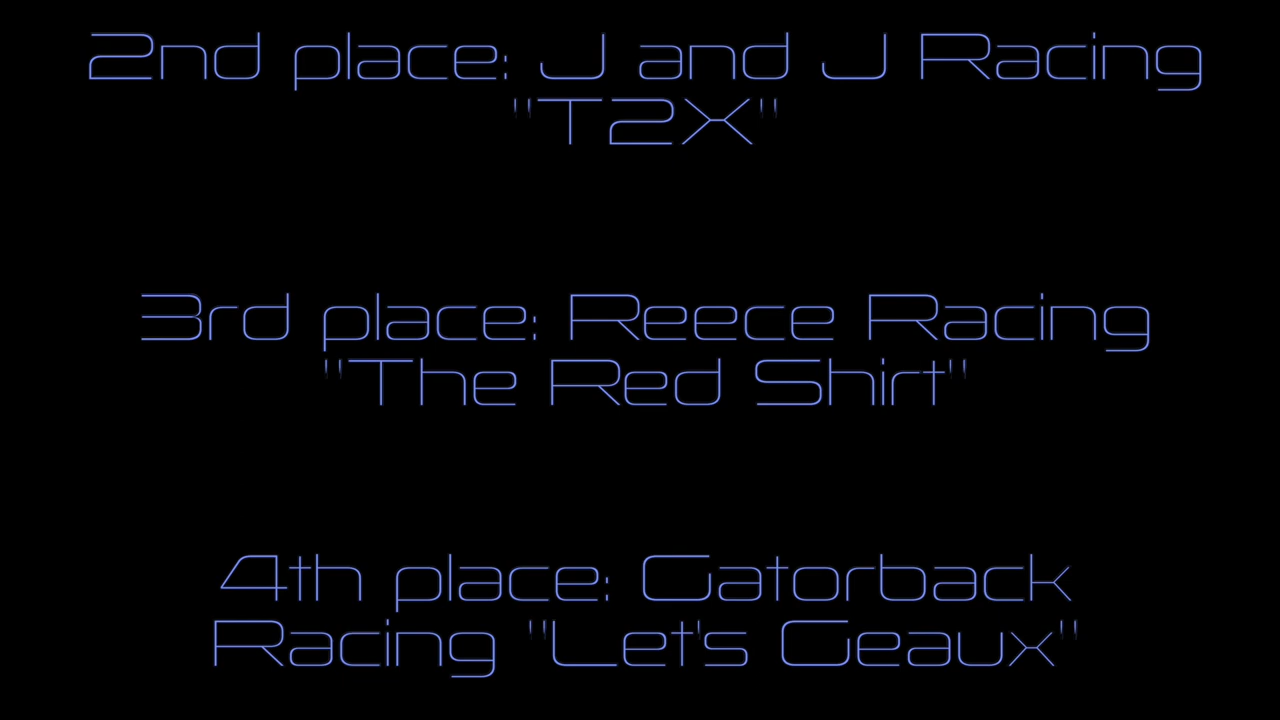 2nd place: J and J Racing
"T2X"
3rd place: Reece Racing
"The Red Shirt"
4th place: Gatorback
Racing "Let's Geaux"